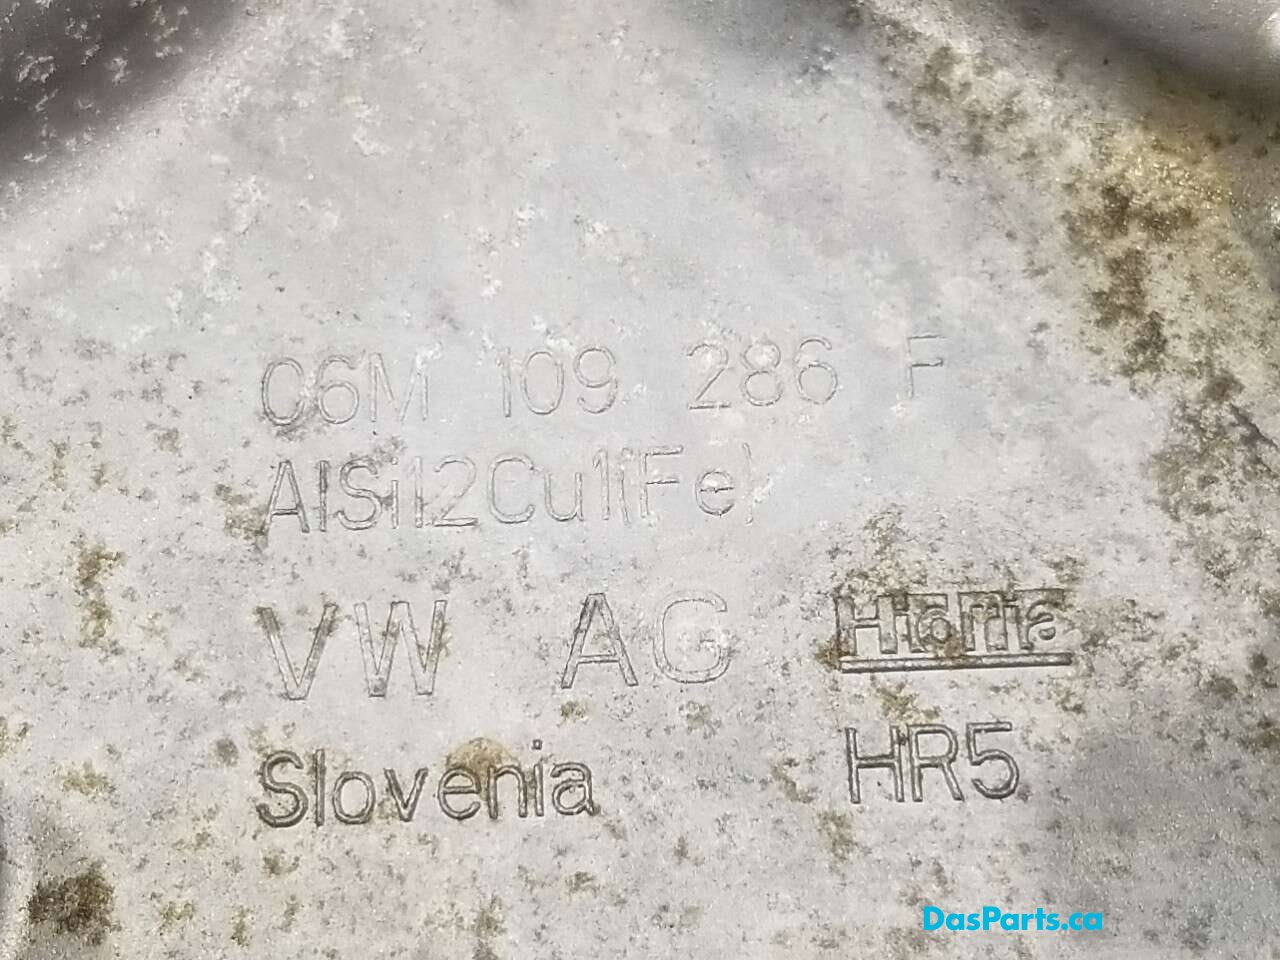 06M 109 286 F
AlSi12Cu1(Fe)
VW AG
Hidria
Slovenia
HR5
DasParts.ca